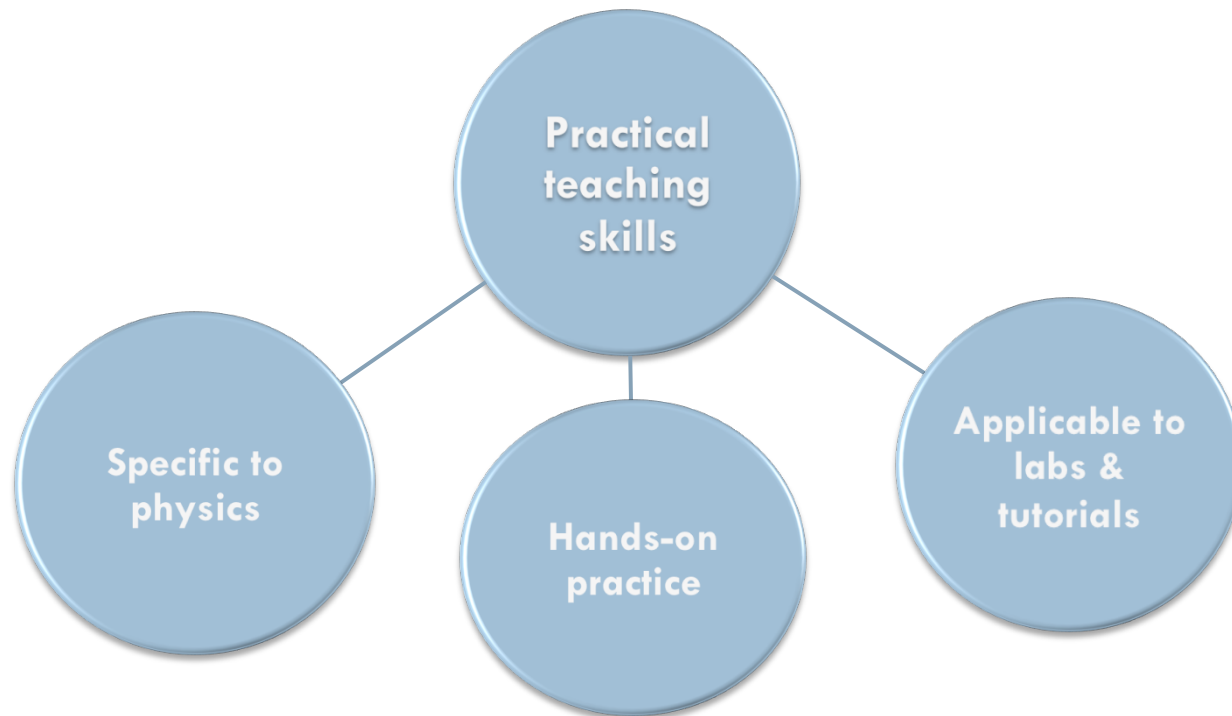 Practical
teaching
skills
Specific to
physics
Hands-on
practice
Applicable to
labs &
tutorials